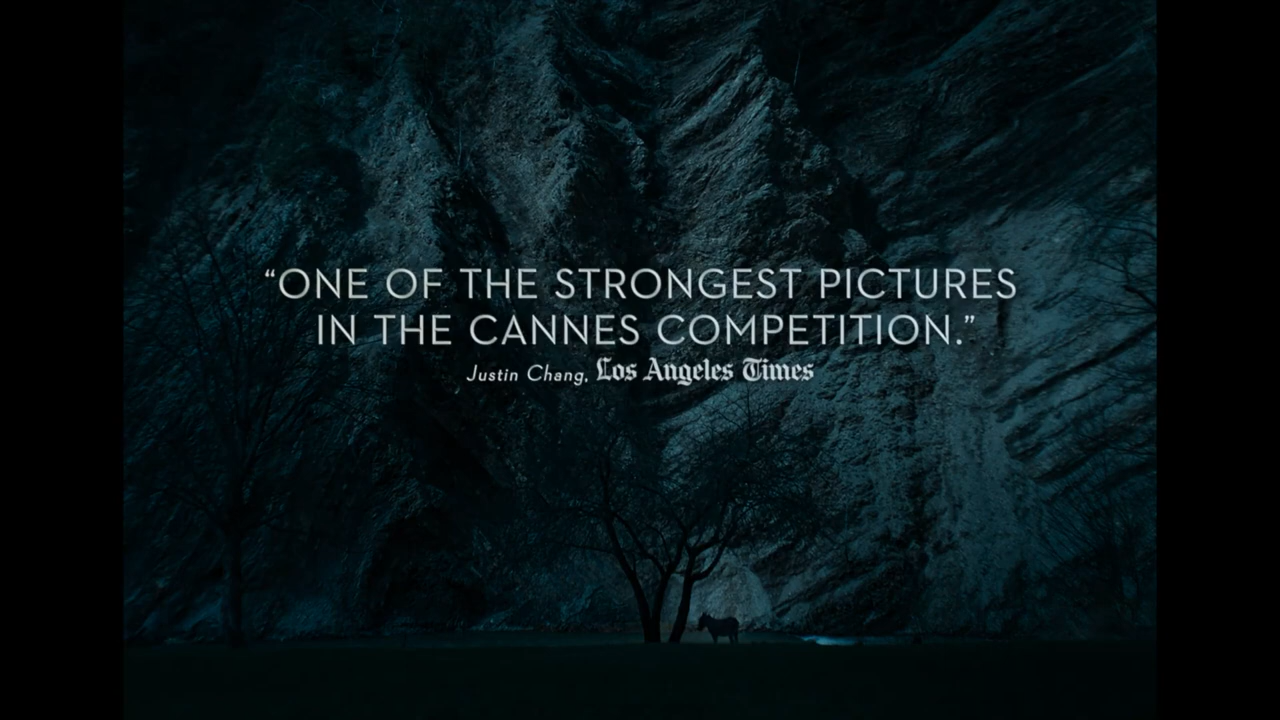 “ONE OF THE STRONGEST PICTURES
IN THE CANNES COMPETITION.”
Justin Chang, Los Angeles Times